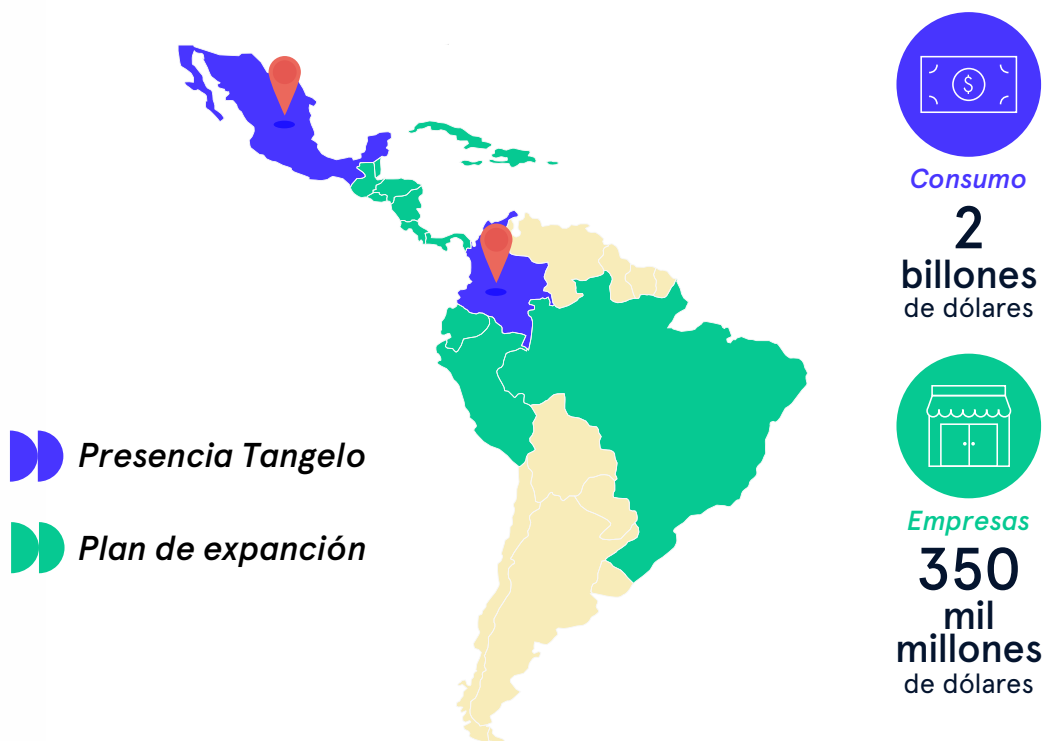 $
Consumo
2
billones
de dólares
Presencia Tangelo
Plan de expanción
Empresas
350
mil
millones
de dólares